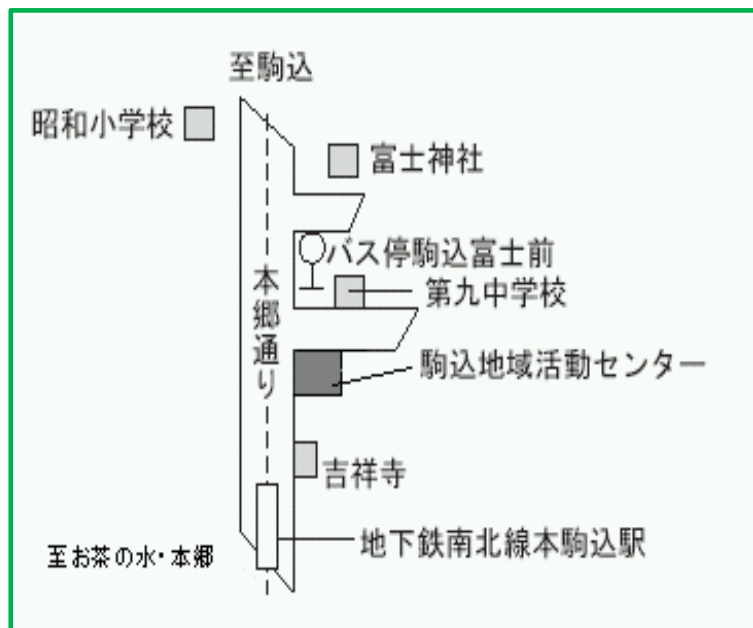 至駒込
昭和小学校
富士神社
バス停駒込富士前
第九中学校
本郷通り
駒込地域活動センター
吉祥寺
地下鉄南北線本駒込駅
至お茶の水・本郷